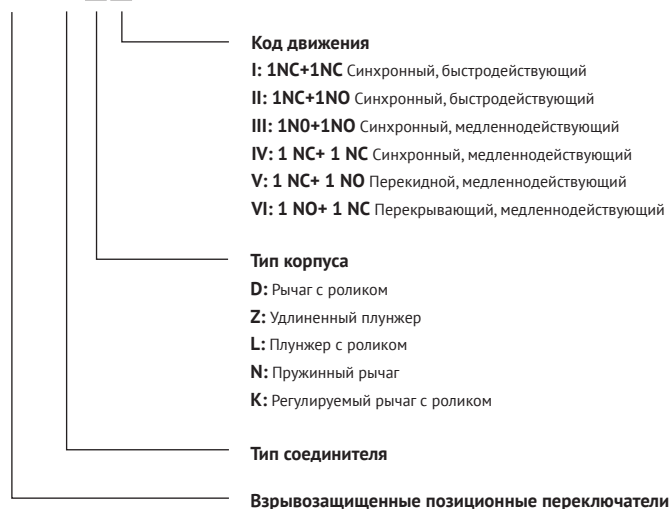 Код движения
I: 1NC+1NC Синхронный, быстродействующий
II: 1NC+1NO Синхронный, быстродействующий
III: 1N0+1NO Синхронный, медленнодействующий
IV: 1 NC+ 1 NC Синхронный, медленнодействующий
V: 1 NC+ 1 NO Перекидной, медленнодействующий
VI: 1 NO+ 1 NC Перекрывающий, медленнодействующий
Тип корпуса
D: Рычаг с роликом
Z: Удлиненный плунжер
L: Плунжер с роликом
N: Пружинный рычаг
K: Регулируемый рычаг с роликом
Тип соединителя
Взрывозащищенные позиционные переключатели